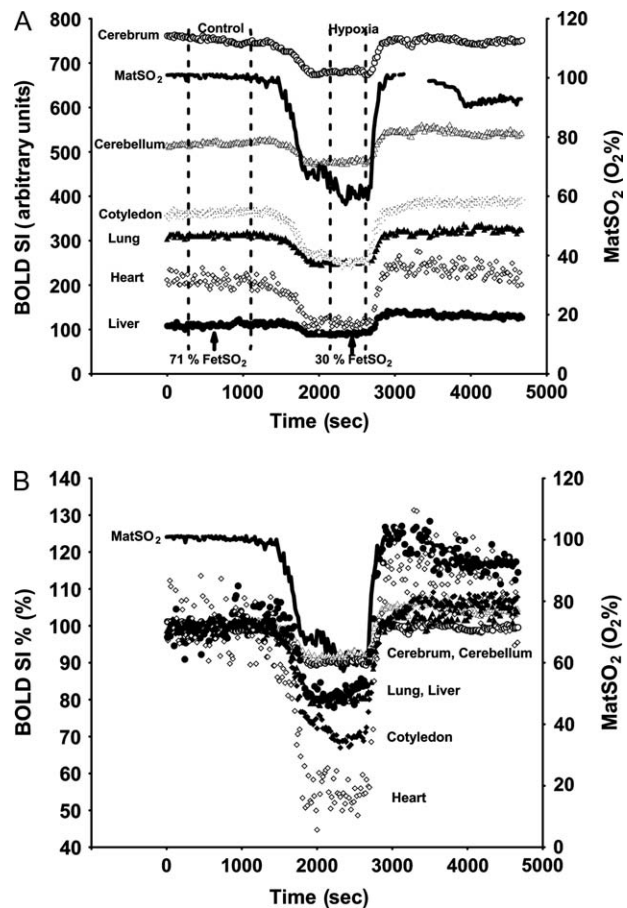 A
BOLD SI (arbitrary units)
MatSO₂ (O₂%)
800
700
600
500
400
300
200
100
0
120
100
80
60
40
20
0
Control
Hypoxia
Cerebrum
MatSO₂
Cerebellum
Cotyledon
Lung
Heart
Liver
71 % FetSO₂
30 % FetSO₂
0 1000 2000 3000 4000 5000
Time (sec)
B
BOLD SI % (%)
MatSO₂ (O₂%)
140
130
120
110
100
90
80
70
60
50
40
120
100
80
60
40
20
0
MatSO₂
Cerebrum, Cerebellum
Lung, Liver
Cotyledon
Heart
0 1000 2000 3000 4000 5000
Time (sec)